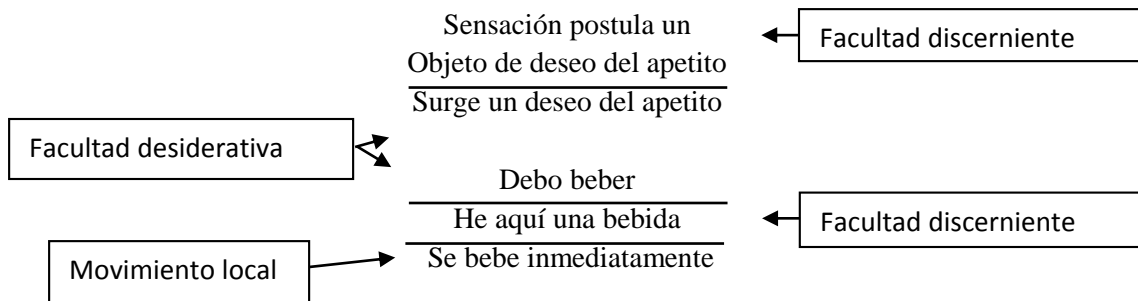 Sensación postula un
Facultad discerniente
Objeto de deseo del apetito
Surge un deseo del apetito
Facultad desiderativa
Debo beber
He aquí una bebida
Facultad discerniente
Se bebe inmediatamente
Movimiento local